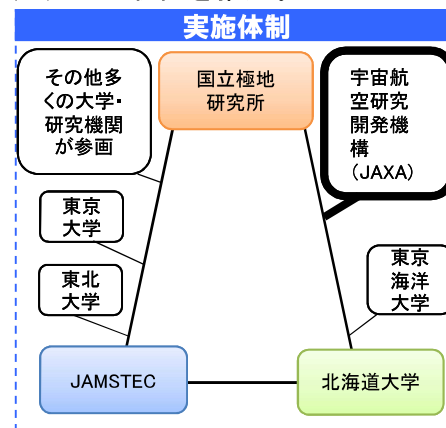 実施体制
その他多
くの大学・
研究機関
が参画
国立極地
研究所
宇宙航
空研究
開発機
構
(JAXA)
東京
大学
東北
大学
東京
海洋
大学
JAMSTEC
北海道大学